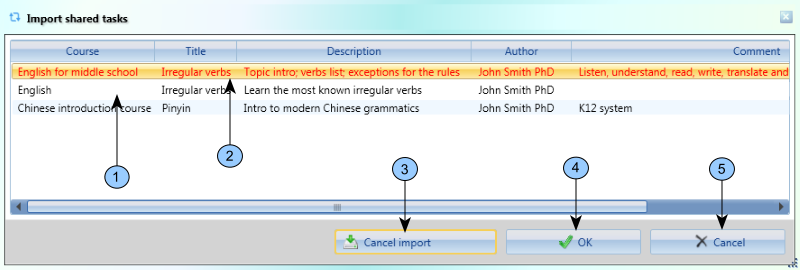 Import shared tasks
Course Title Description Author Comment
English for middle school Irregular verbs Topic intro; verbs list; exceptions for the rules John Smith PhD Listen, understand, read, write, translate and
English Irregular verbs Learn the most known irregular verbs John Smith PhD
Chinese introduction course Pinyin Intro to modern Chinese grammatics K12 system
1 2 3 4 5
Cancel import OK Cancel